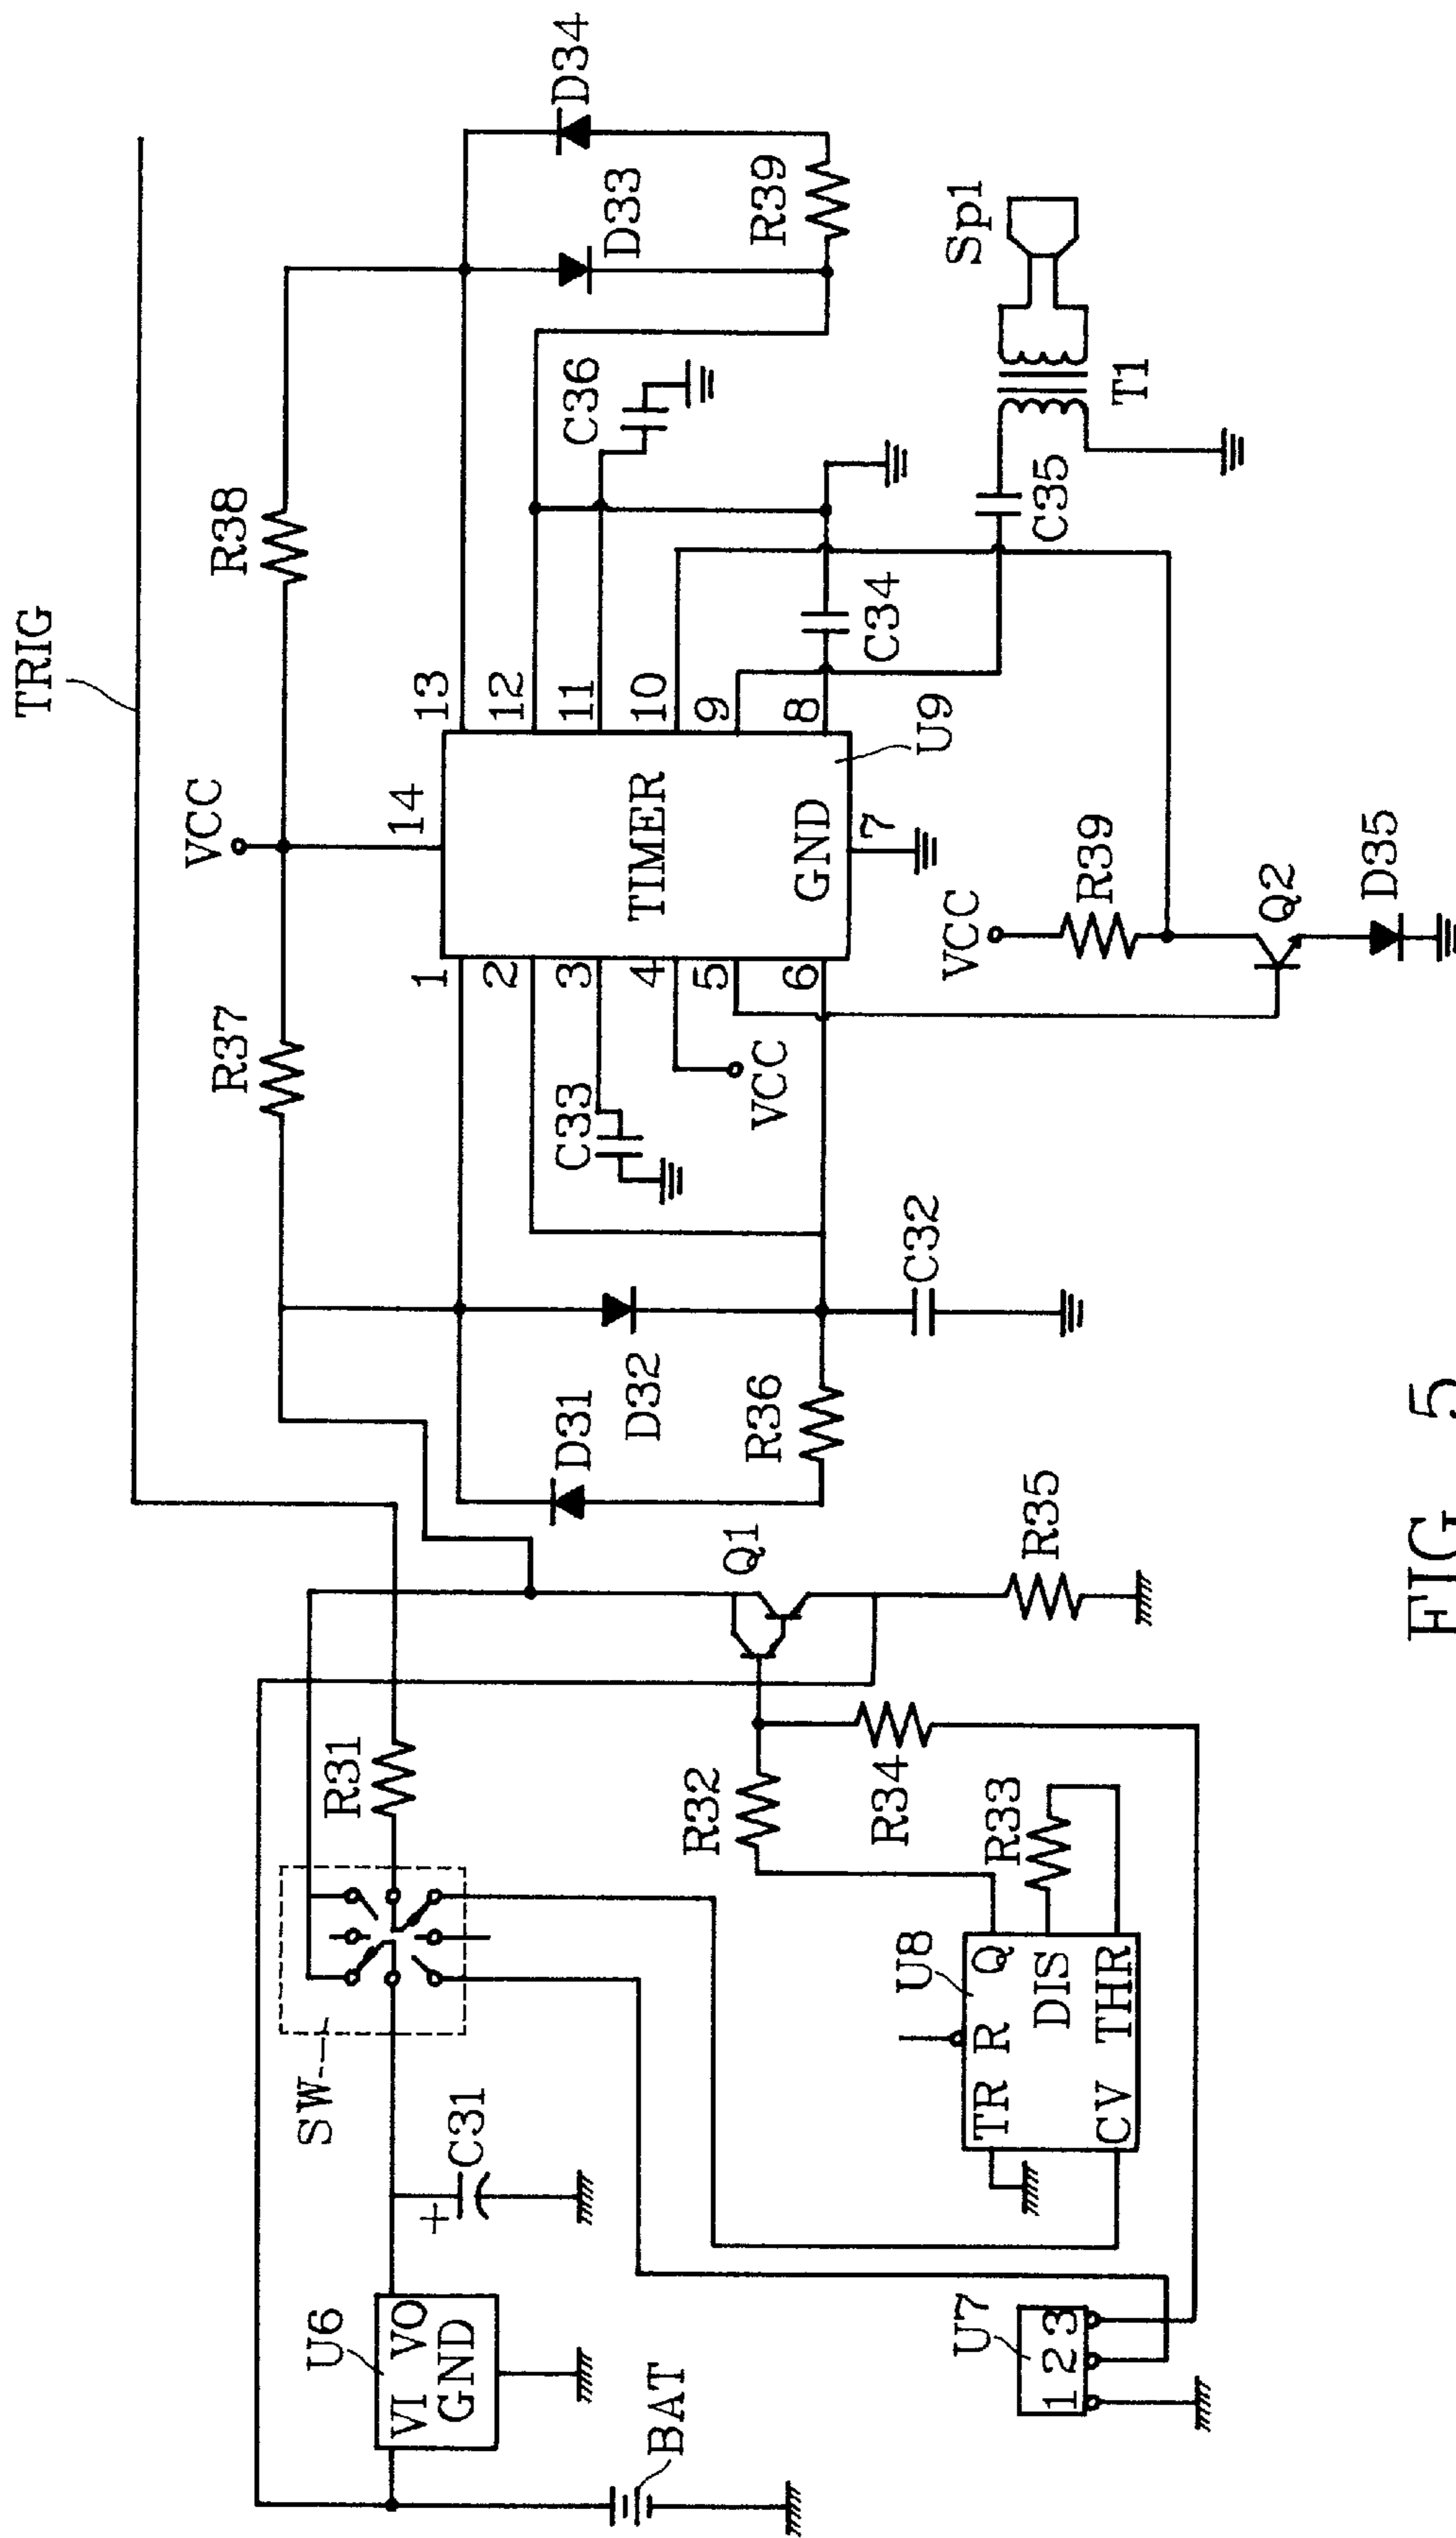 TRIG
VCC
R37
R38
14
D34
D33
R39
13
12
11
10
9
8
TIMER
GND
7
U9
1
2
3
4
5
6
C36
C34
C35
T1
Sp1
VCC
C33
VCC
R39
Q2
D35
C32
D32
D31
R36
Q1
R35
R31
R32
R34
R33
SW
C31
+
U8
Q
R
TR
DIS
THR
CV
U6
VI VO
GND
U7
1 2 3
BAT
FIG. 5